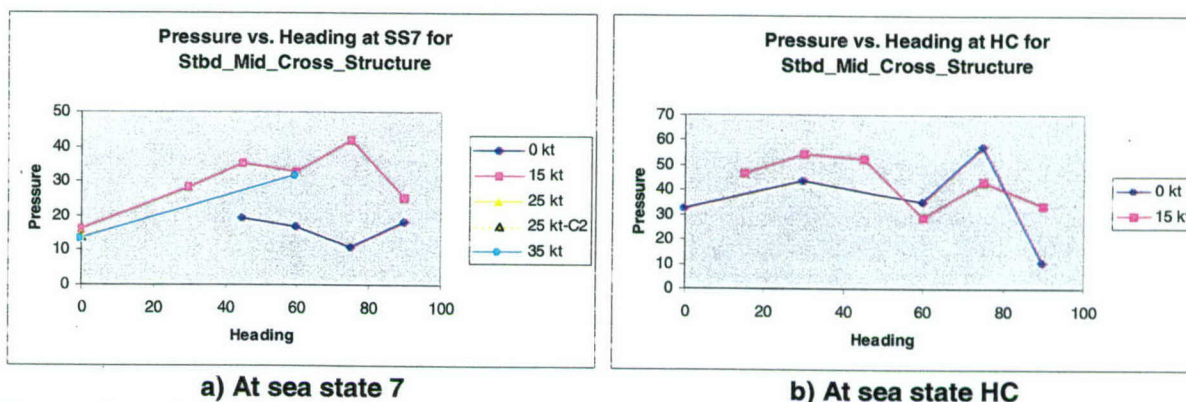 Pressure vs. Heading at SS7 for
Stbd_Mid_Cross_Structure
50
40
30
20
10
0
Pressure
0 20 40 60 80 100
Heading
0 kt
15 kt
25 kt
25 kt-C2
35 kt
a) At sea state 7
Pressure vs. Heading at HC for
Stbd_Mid_Cross_Structure
70
60
50
40
30
20
10
0
Pressure
0 20 40 60 80 100
Heading
0 kt
15 kt
b) At sea state HC